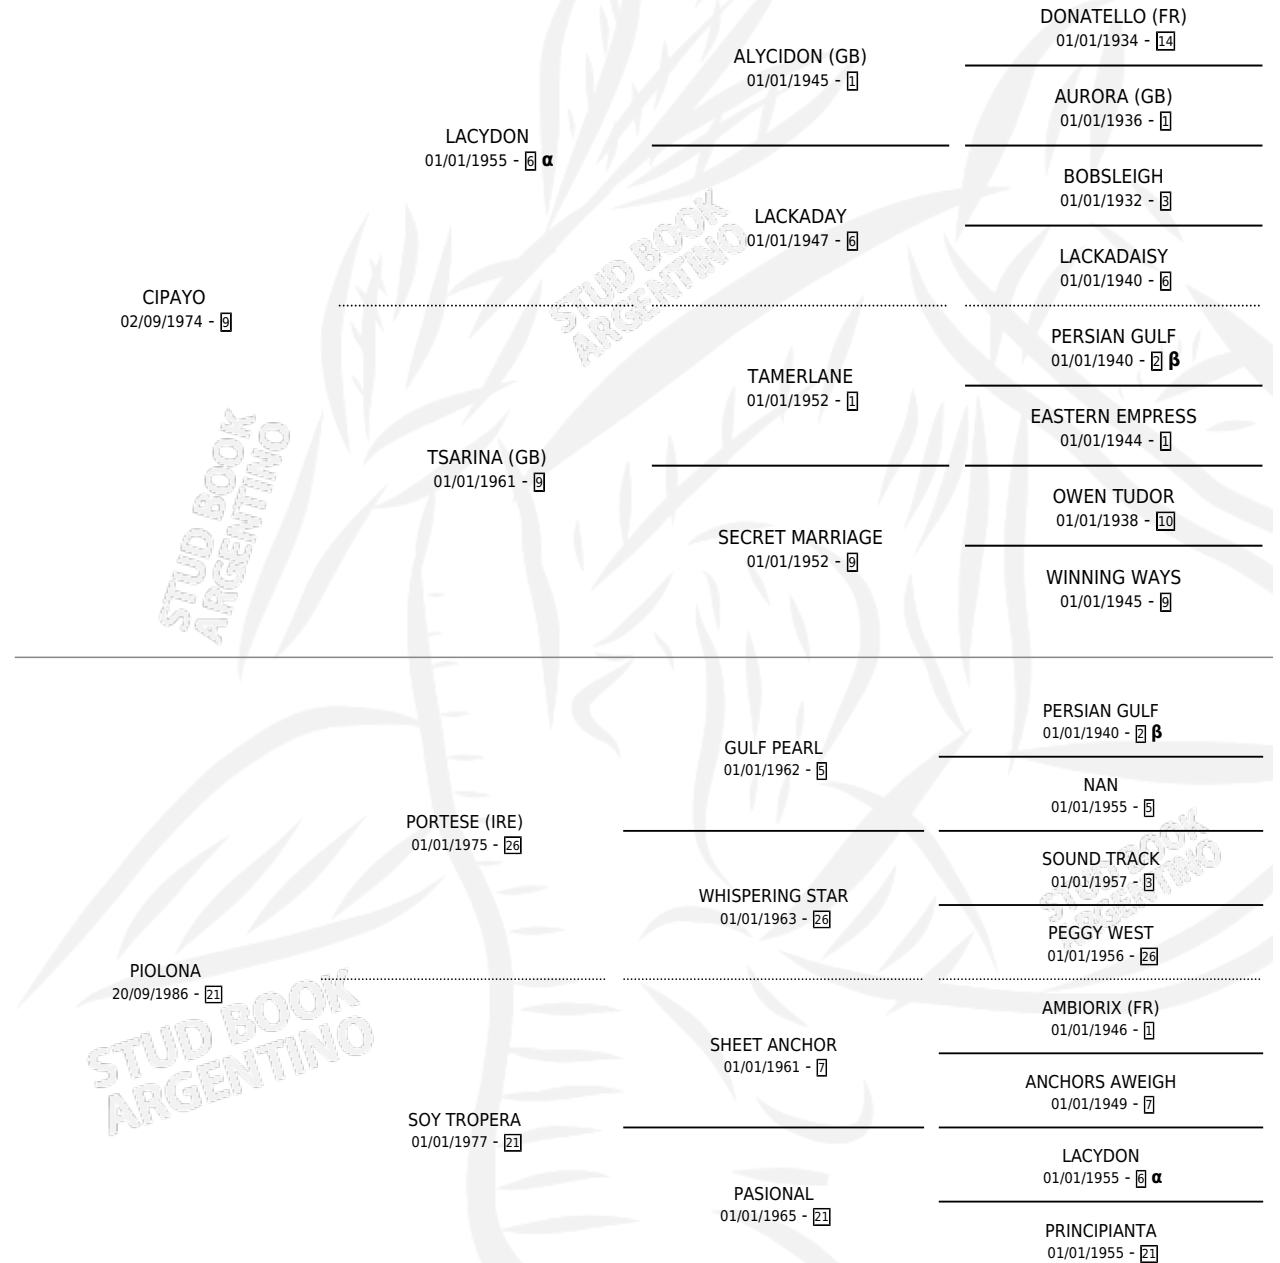 DONATELLO (FR)
01/01/1934 - 14
ALYCIDON (GB)
01/01/1945 - 1
AURORA (GB)
01/01/1936 - 1
LACYDON
01/01/1955 - 6 α
BOBSLEIGH
01/01/1932 - 3
LACKADAY
01/01/1947 - 6
LACKADAISY
01/01/1940 - 6
CIPAYO
02/09/1974 - 9
PERSIAN GULF
01/01/1940 - 2 β
TAMERLANE
01/01/1952 - 1
EASTERN EMPRESS
01/01/1944 - 1
TSARINA (GB)
01/01/1961 - 9
OWEN TUDOR
01/01/1938 - 10
SECRET MARRIAGE
01/01/1952 - 9
WINNING WAYS
01/01/1945 - 9
PERSIAN GULF
01/01/1940 - 2 β
GULF PEARL
01/01/1962 - 5
NAN
01/01/1955 - 5
PORTESE (IRE)
01/01/1975 - 26
SOUND TRACK
01/01/1957 - 3
WHISPERING STAR
01/01/1963 - 26
PEGGY WEST
01/01/1956 - 26
PIOLONA
20/09/1986 - 21
AMBIORIX (FR)
01/01/1946 - 1
SHEET ANCHOR
01/01/1961 - 7
ANCHORS AWEIGH
01/01/1949 - 7
SOY TROPERA
01/01/1977 - 21
LACYDON
01/01/1955 - 6 α
PASIONAL
01/01/1965 - 21
PRINCIPIANTA
01/01/1955 - 21
STUD BOOK
ARGENTINO
STUD BOOK
ARGENTINO
STUD BOOK
ARGENTINO
STUD BOOK
ARGENTINO